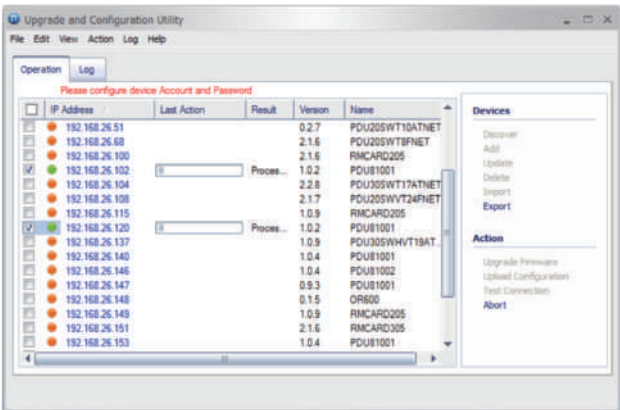 Upgrade and Configuration Utility
File Edit View Action Log Help
Operation Log
Please configure device Account and Password
IP Address Last Action Result Version Name
192.168.26.51 0.2.7 PDU20SWT10ATNET
192.168.26.68 2.1.6 PDU20SWT8FNET
192.168.26.100 2.1.6 RMCARD205
192.168.26.102 Proces... 1.0.2 PDU81001
192.168.26.104 2.2.8 PDU30SWT17ATNET
192.168.26.108 2.1.7 PDU20SWVT24FNET
192.168.26.115 1.0.9 RMCARD205
192.168.26.120 Proces... 1.0.2 PDU81001
192.168.26.137 1.0.9 PDU30SWHVT19AT...
192.168.26.140 1.0.4 PDU81001
192.168.26.146 1.0.4 PDU81002
192.168.26.147 0.9.3 PDU81001
192.168.26.148 0.1.5 OR600
192.168.26.149 1.0.9 RMCARD205
192.168.26.151 2.1.6 RMCARD305
192.168.26.153 1.0.4 PDU81001
Devices
Discover
Add
Update
Delete
Import
Export
Action
Upgrade Firmware
Upload Configuration
Test Connection
Abort